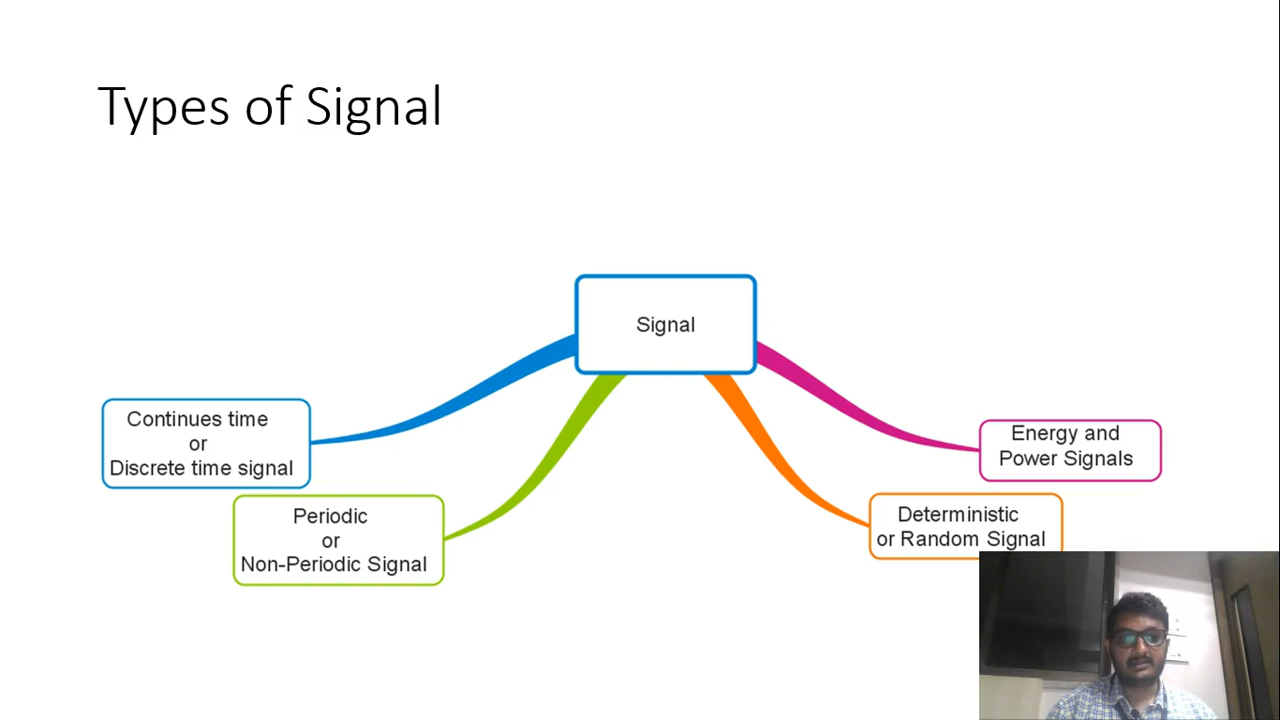 Types of Signal
Signal
Continues time
or
Discrete time signal
Periodic
or
Non-Periodic Signal
Energy and
Power Signals
Deterministic
or Random Signal